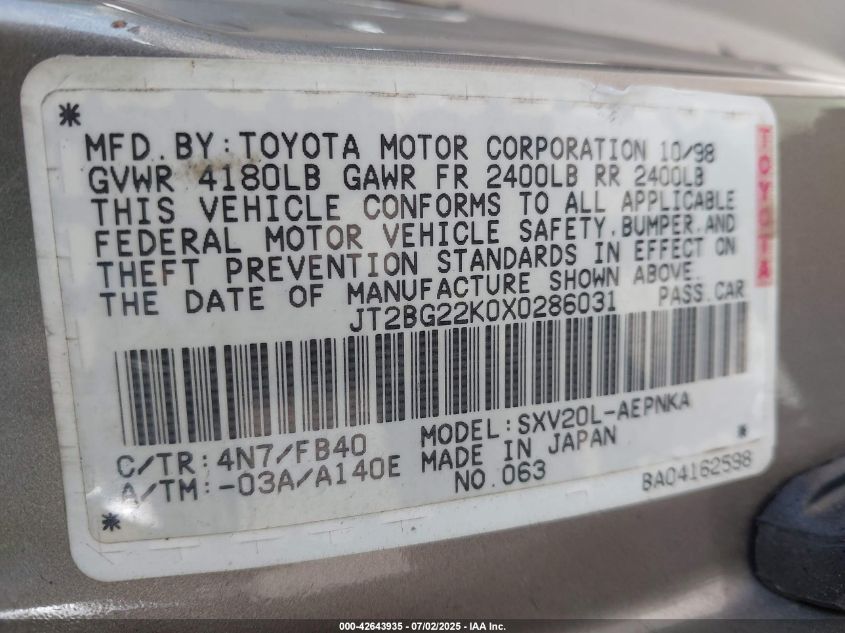 MFD. BY: TOYOTA MOTOR CORPORATION 10/98
GVWR 4180LB GAWR FR 2400LB RR 2400LB
THIS VEHICLE CONFORMS TO ALL APPLICABLE
FEDERAL MOTOR VEHICLE SAFETY, BUMPER, AND
THEFT PREVENTION STANDARDS IN EFFECT ON
THE DATE OF MANUFACTURE SHOWN ABOVE.
JT2BG22K0X0286031 PASS. CAR
TOYOTA
C/TR: 4N7/FB40 MODEL: SXV20L-AEPNKA
A/TM: -03A/A140E MADE IN JAPAN
NO. 063 BA04162598
000-42643935 - 07/02/2025 - IAA Inc.